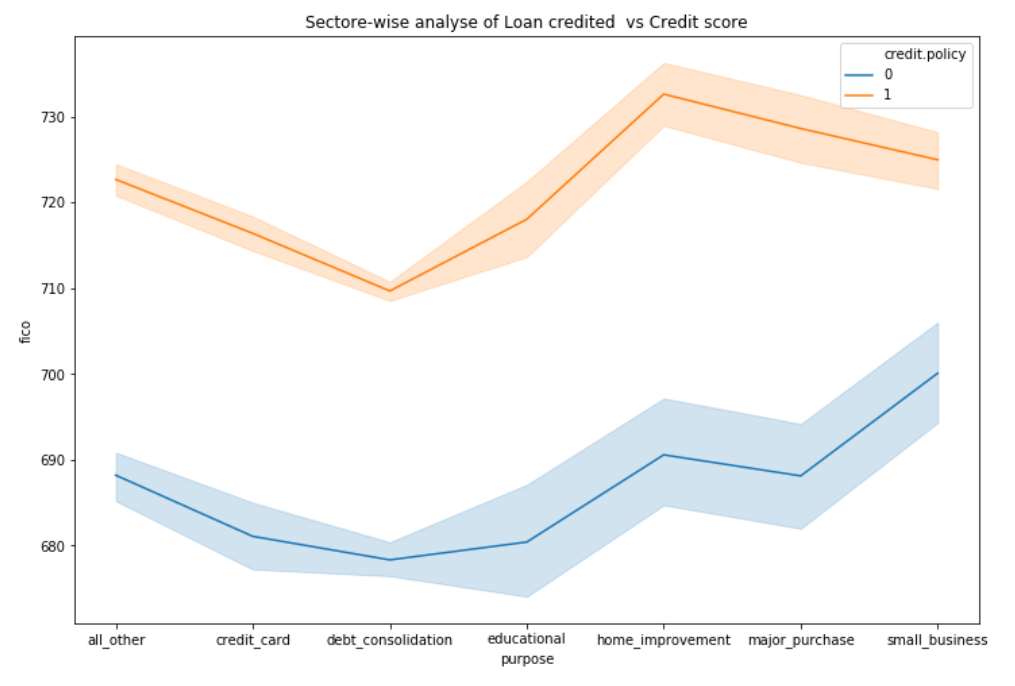 Sectore-wise analyse of Loan credited  vs Credit score
credit.policy
0
1
730
720
710
700
690
680
fico
all_other
credit_card
debt_consolidation
educational
home_improvement
major_purchase
small_business
purpose